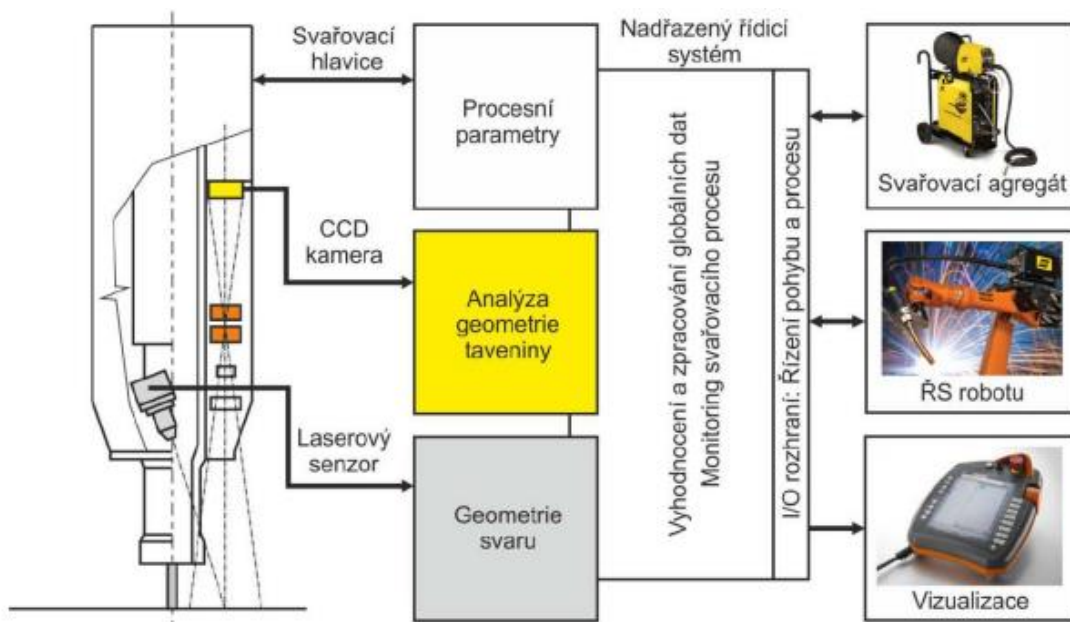 Svařovací
hlavice
Procesní
parametry
Nadřazený řídicí
systém
CCD
kamera
Analýza
geometrie
taveniny
Laserový
senzor
Geometrie
svaru
Vyhodnocení a zpracování globálních dat
Monitoring svařovacího procesu
I/O rozhraní: Řízení pohybu a procesu
Svařovací agregát
ŘS robotu
Vizualizace